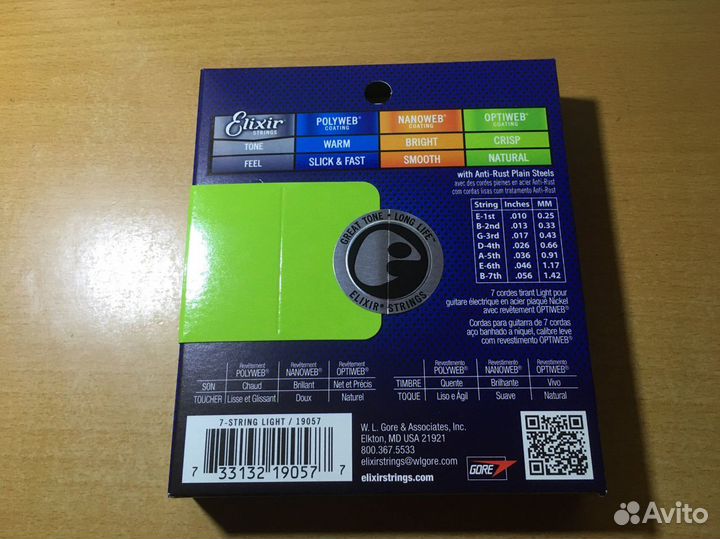 Elixir STRINGS POLYWEB® COATING NANOWEB® COATING OPTIWEB® COATING
TONE WARM BRIGHT CRISP
FEEL SLICK & FAST SMOOTH NATURAL
with Anti-Rust Plain Steels
avec des cordes pleines en acier Anti-Rust
com cordas lisas com tratamento Anti-Rust
String Inches MM
E-1st .010 0.25
B-2nd .013 0.33
G-3rd .017 0.43
D-4th .026 0.66
A-5th .036 0.91
E-6th .046 1.17
B-7th .056 1.42
GREAT TONE • LONG LIFE™
ELIXIR® STRINGS
7 cordes tirant Light pour
guitare électrique en acier plaqué Nickel
avec revêtement OPTIWEB®
Cordas para guitarra de 7 cordas
aço banhado a níquel, calibre leve
com revestimento OPTIWEB®
Revêtement POLYWEB® Revêtement NANOWEB® Revêtement OPTIWEB®
SON Chaud Brillant Net et Précis
TOUCHER Lisse et Glissant Doux Naturel
Revestimento POLYWEB® Revestimento NANOWEB® Revestimento OPTIWEB®
TIMBRE Quente Brilhante Vivo
TOQUE Liso e Ágil Suave Natural
7-STRING LIGHT / 19057
7 33132 19057 7
W. L. Gore & Associates, Inc.
Elkton, MD USA 21921
800.367.5533
elixirstrings@wlgore.com
elixirstrings.com
GORE
Avito